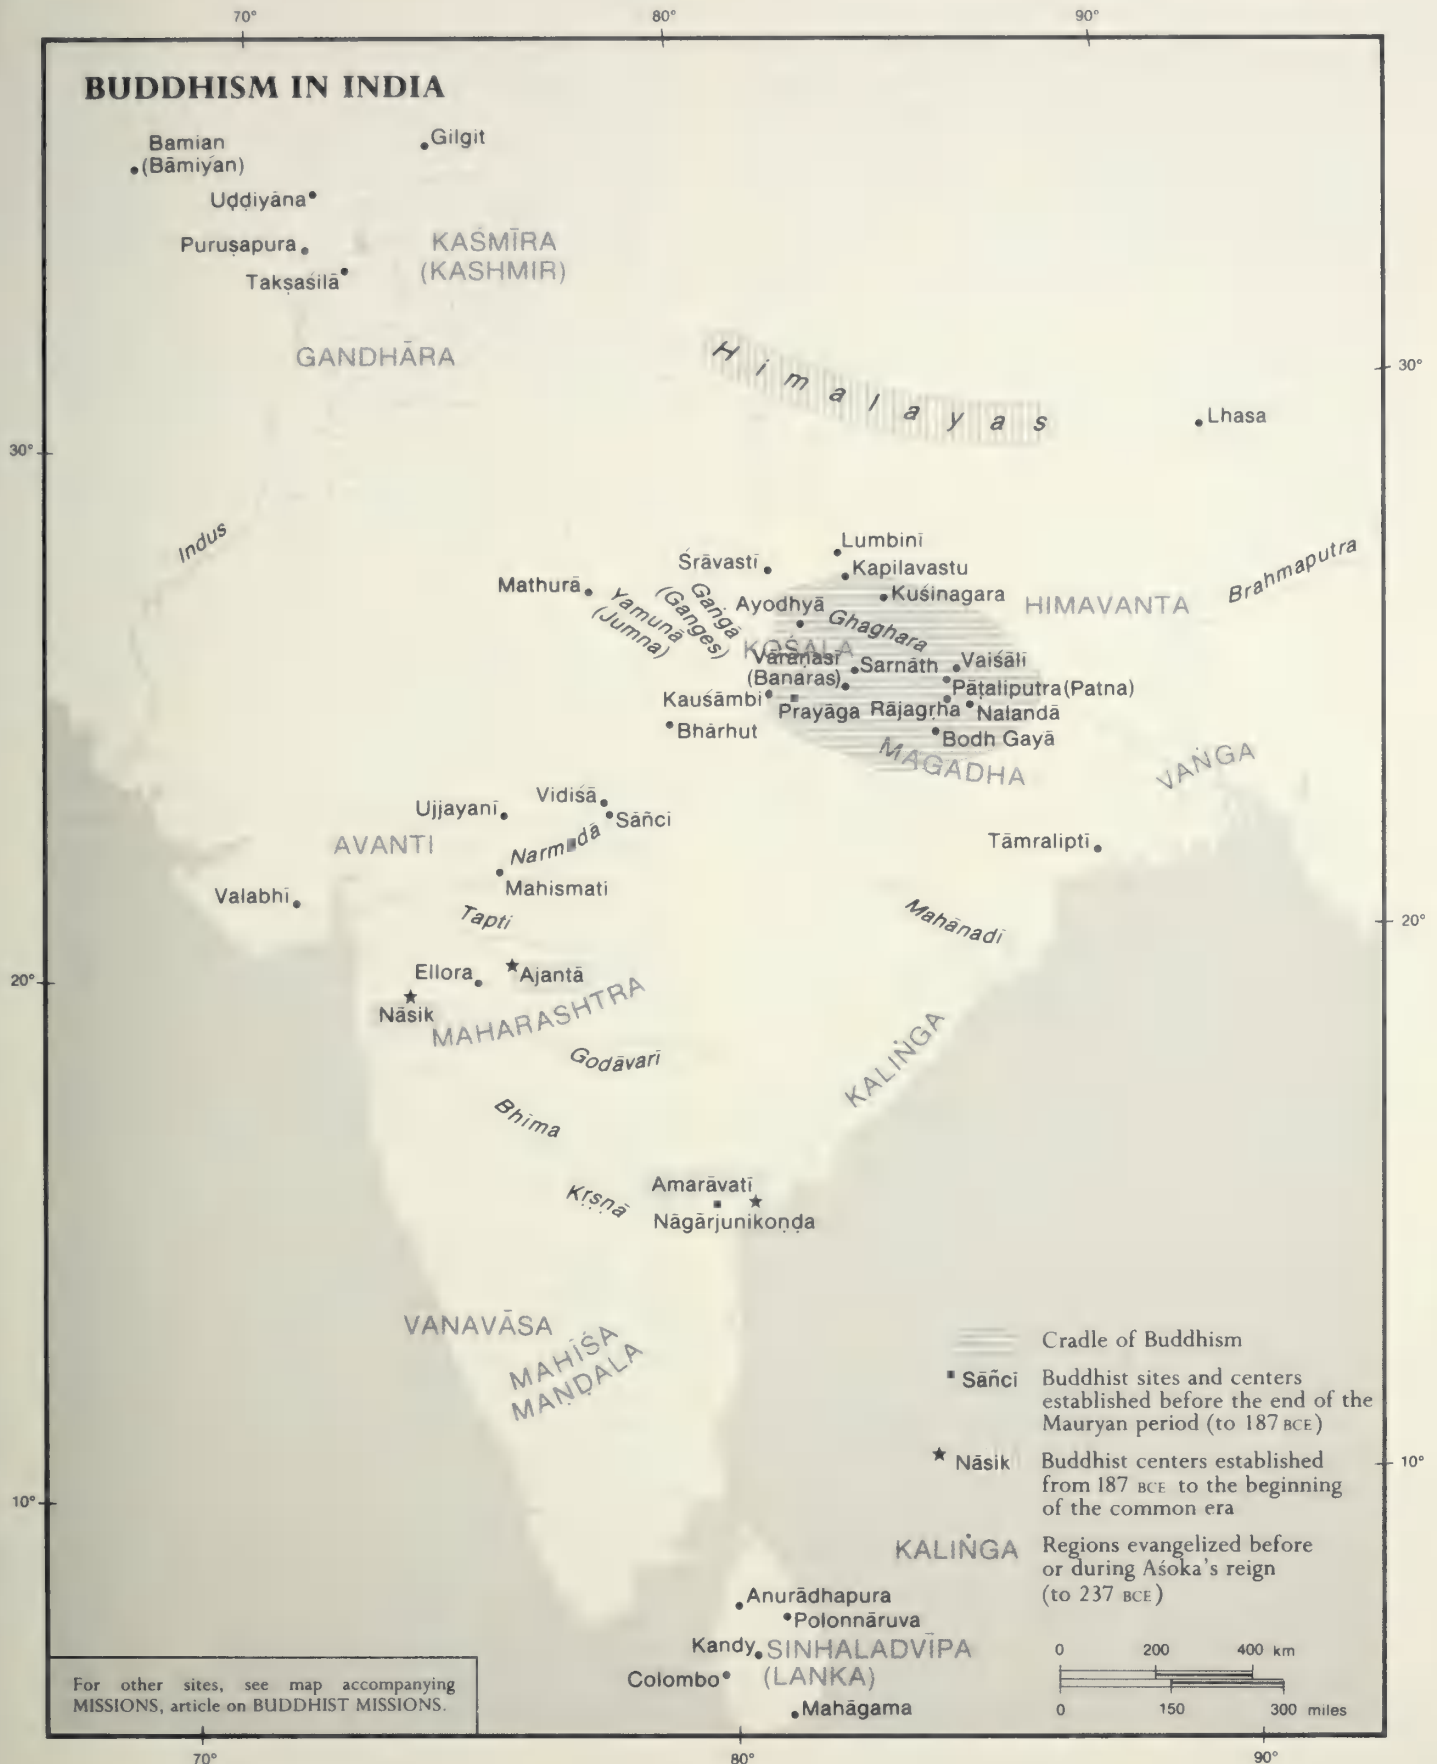 70°
80°
90°
BUDDHISM IN INDIA
Bamian
(Bāmiyan)
Gilgit
Uḍḍiyāna
Puruṣapura
KAŚMĪRA
(KASHMIR)
Takṣaśilā
GANDHĀRA
Himalayas
30°
Lhasa
30°
Indus
Lumbinī
Śrāvastī
Kapilavastu
Brahmaputra
Mathurā
Yamunā
(Jumna)
Gaṅgā
(Ganges)
Ayodhyā
Kuśinagara
HIMAVANTA
Ghaghara
KOŚALA
Vārāṇasī
(Banaras)
Sarnāth
Vaiśālī
Pāṭaliputra (Patna)
Kauśāmbi
Prayāga
Rājagṛha
Nalandā
Bhārhut
Bodh Gayā
MAGADHA
VAṄGA
Vidiśā
Ujjayanī
Sāñcī
AVANTI
Narmadā
Tāmraliptī
Mahismati
Valabhī
Tapti
Mahānadī
20°
Ellora
Ajantā
20°
Nāsik
MAHARASHTRA
Godāvarī
KALIṄGA
Bhīma
Kṛṣṇā
Amarāvatī
Nāgārjunikoṇḍa
VANAVĀSA
MAHĪŚA
MAṆḌALA
Cradle of Buddhism
Sāñcī
Buddhist sites and centers
established before the end of the
Mauryan period (to 187 BCE)
Nāsik
Buddhist centers established
from 187 BCE to the beginning
of the common era
10°
10°
KALIṄGA
Regions evangelized before
or during Aśoka's reign
(to 237 BCE)
Anurādhapura
Polonnāruva
Kandy
SINHALADVĪPA
(LANKA)
Colombo
Mahāgama
0 200 400 km
0 150 300 miles
For other sites, see map accompanying
MISSIONS, article on BUDDHIST MISSIONS.
70°
80°
90°